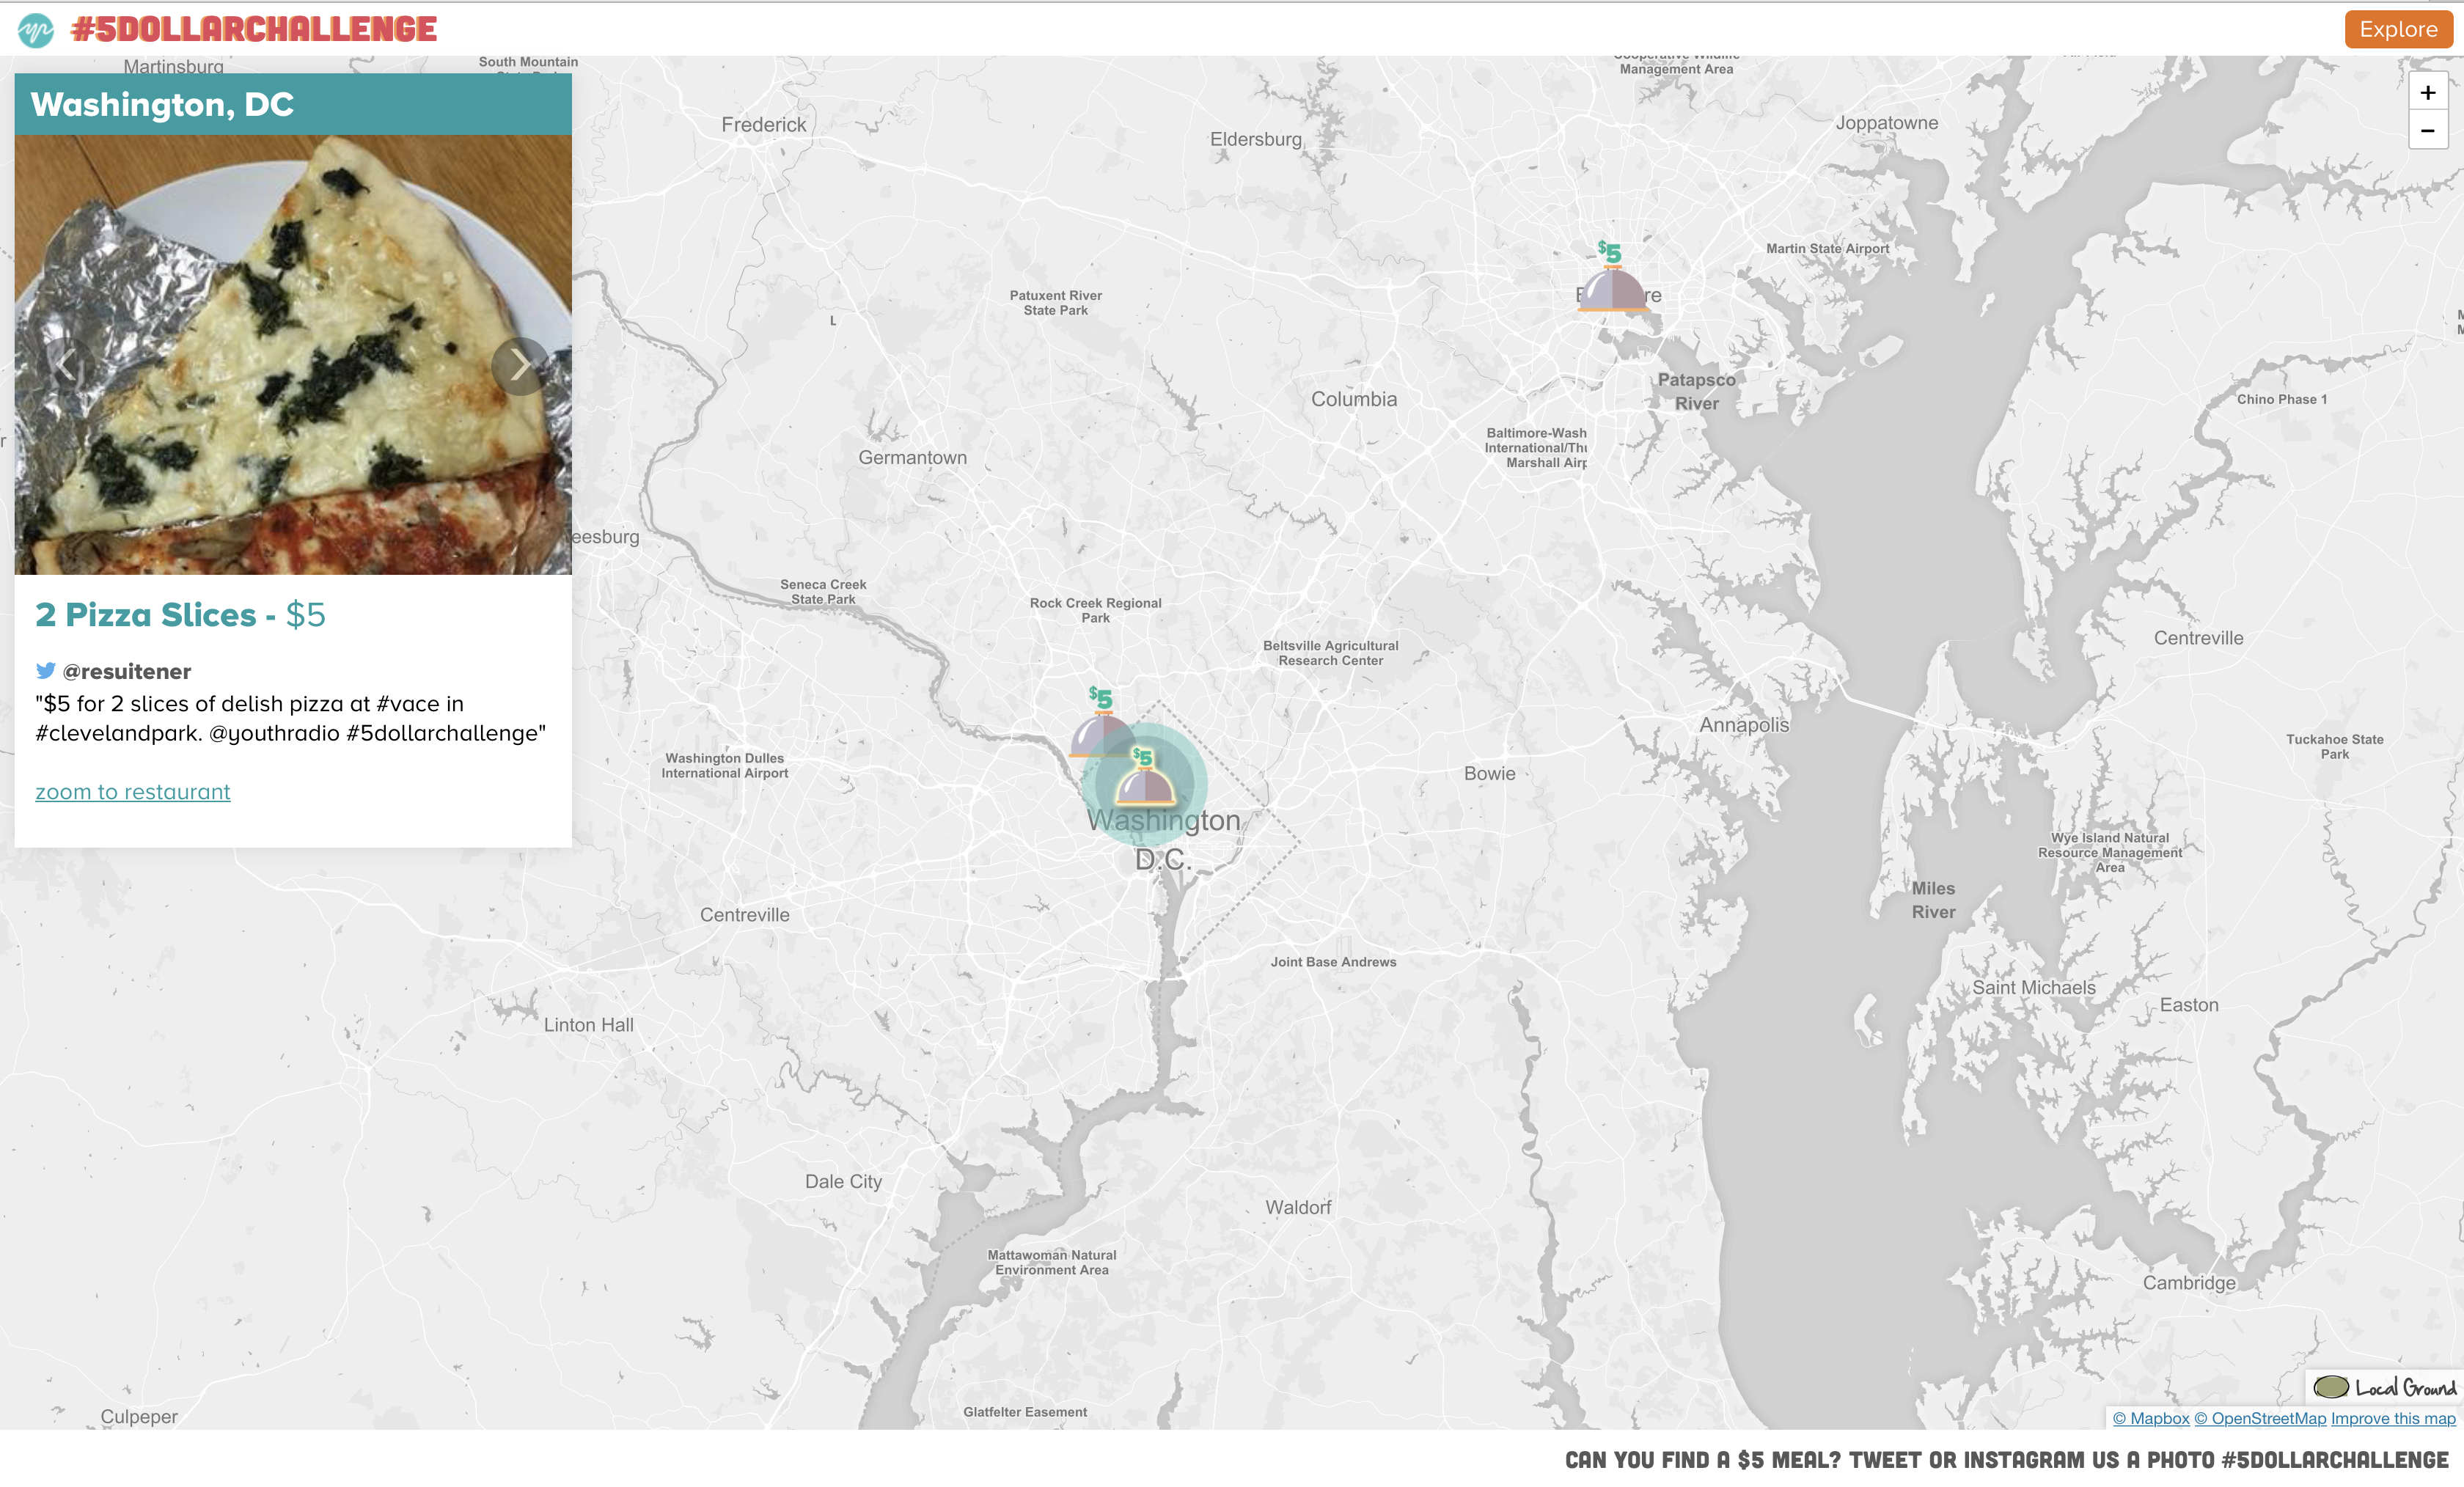 #5DOLLARCHALLENGE
Explore
Martinsburg
South Mountain
Management Area
Washington, DC
+
−
Frederick
Eldersburg
Joppatowne
Martin State Airport
$5
Patuxent River
State Park
L
Patapsco
River
Columbia
Chino Phase 1
Baltimore-Wash
International/Thu
Marshall Airp
Germantown
eesburg
Seneca Creek
State Park
Rock Creek Regional
Park
2 Pizza Slices - $5
Beltsville Agricultural
Research Center
Centreville
@resuitener
"$5 for 2 slices of delish pizza at #vace in
#clevelandpark. @youthradio #5dollarchallenge"
zoom to restaurant
$5
$5
Annapolis
Washington Dulles
International Airport
Bowie
Tuckahoe State
Park
Washington
D.C.
Wye Island Natural
Resource Management
Area
Miles
River
Centreville
Joint Base Andrews
Saint Michaels
Easton
Linton Hall
Dale City
Waldorf
Mattawoman Natural
Environment Area
Cambridge
Culpeper
Glatfelter Easement
Local Ground
© Mapbox © OpenStreetMap Improve this map
CAN YOU FIND A $5 MEAL? TWEET OR INSTAGRAM US A PHOTO #5DOLLARCHALLENGE